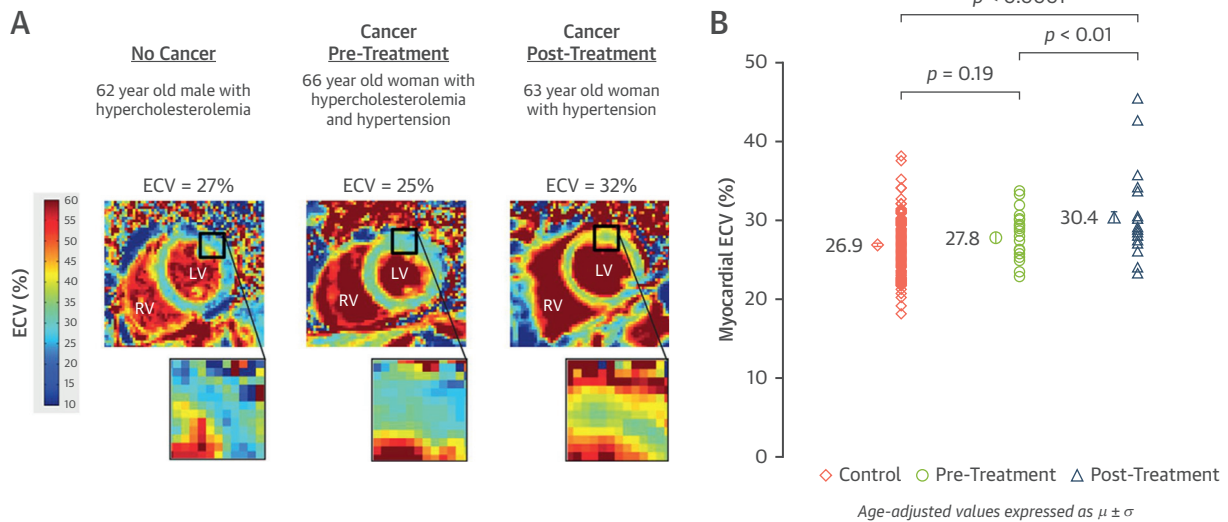 A
No Cancer
62 year old male with
hypercholesterolemia
Cancer
Pre-Treatment
66 year old woman with
hypercholesterolemia
and hypertension
Cancer
Post-Treatment
63 year old woman
with hypertension
ECV = 27%
ECV = 25%
ECV = 32%
ECV (%)
60
55
50
45
40
35
30
25
20
15
10
LV
RV
LV
RV
LV
RV
B
p < 0.0001
p < 0.01
p = 0.19
Myocardial ECV (%)
50
40
30
20
10
0
26.9
27.8
30.4
Control
Pre-Treatment
Post-Treatment
Age-adjusted values expressed as μ ± σ